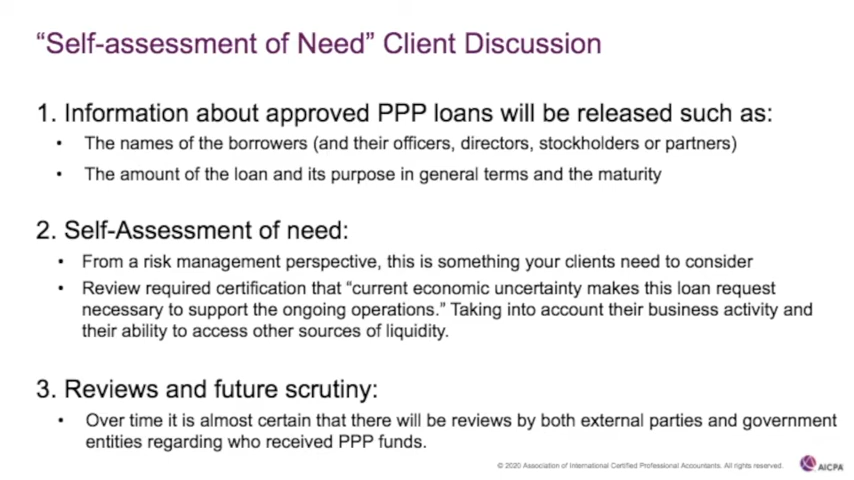 “Self-assessment of Need” Client Discussion
1. Information about approved PPP loans will be released such as:
• The names of the borrowers (and their officers, directors, stockholders or partners)
• The amount of the loan and its purpose in general terms and the maturity
2. Self-Assessment of need:
• From a risk management perspective, this is something your clients need to consider
• Review required certification that “current economic uncertainty makes this loan request
necessary to support the ongoing operations.” Taking into account their business activity and
their ability to access other sources of liquidity.
3. Reviews and future scrutiny:
• Over time it is almost certain that there will be reviews by both external parties and government
entities regarding who received PPP funds.
© 2020 Association of International Certified Professional Accountants. All rights reserved.
AICPA